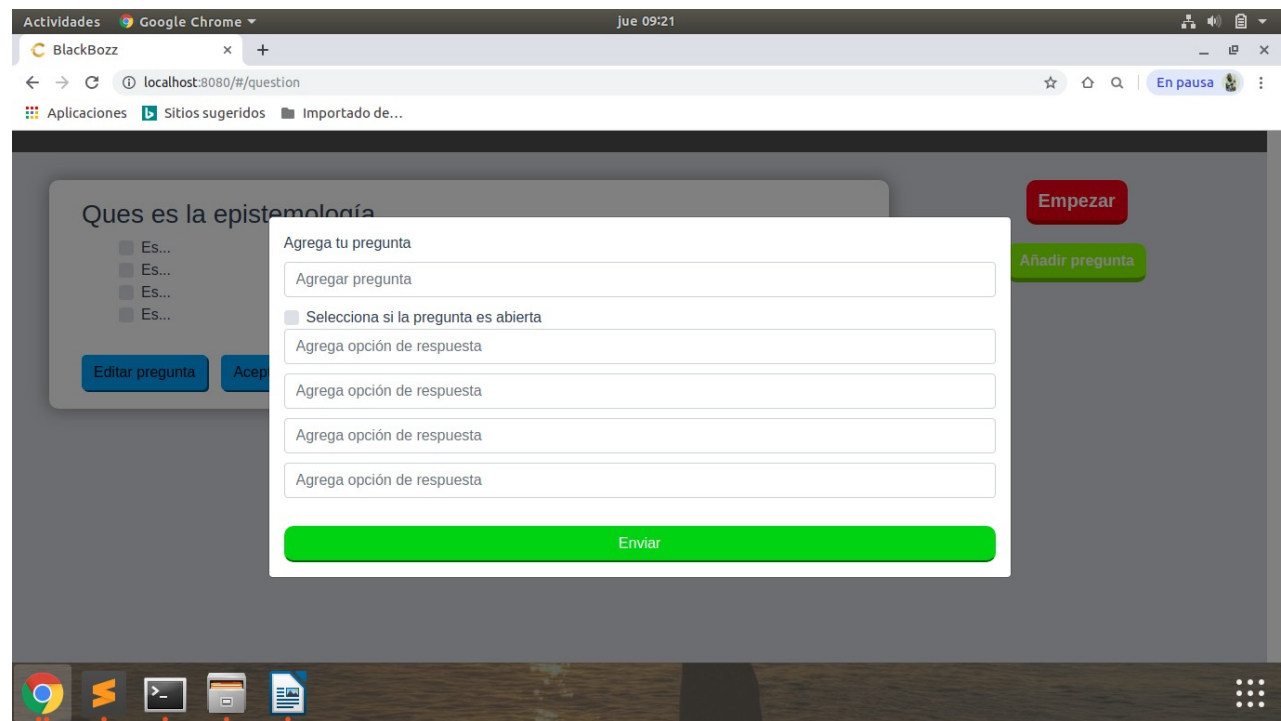 Actividades Google Chrome jue 09:21
BlackBozz
localhost:8080/#/question En pausa
Aplicaciones Sitios sugeridos Importado de...
Ques es la epistemología
Es...
Es...
Es...
Es...
Editar pregunta Acep
Empezar
Añadir pregunta
Agrega tu pregunta
Agregar pregunta
Selecciona si la pregunta es abierta
Agrega opción de respuesta
Agrega opción de respuesta
Agrega opción de respuesta
Agrega opción de respuesta
Enviar